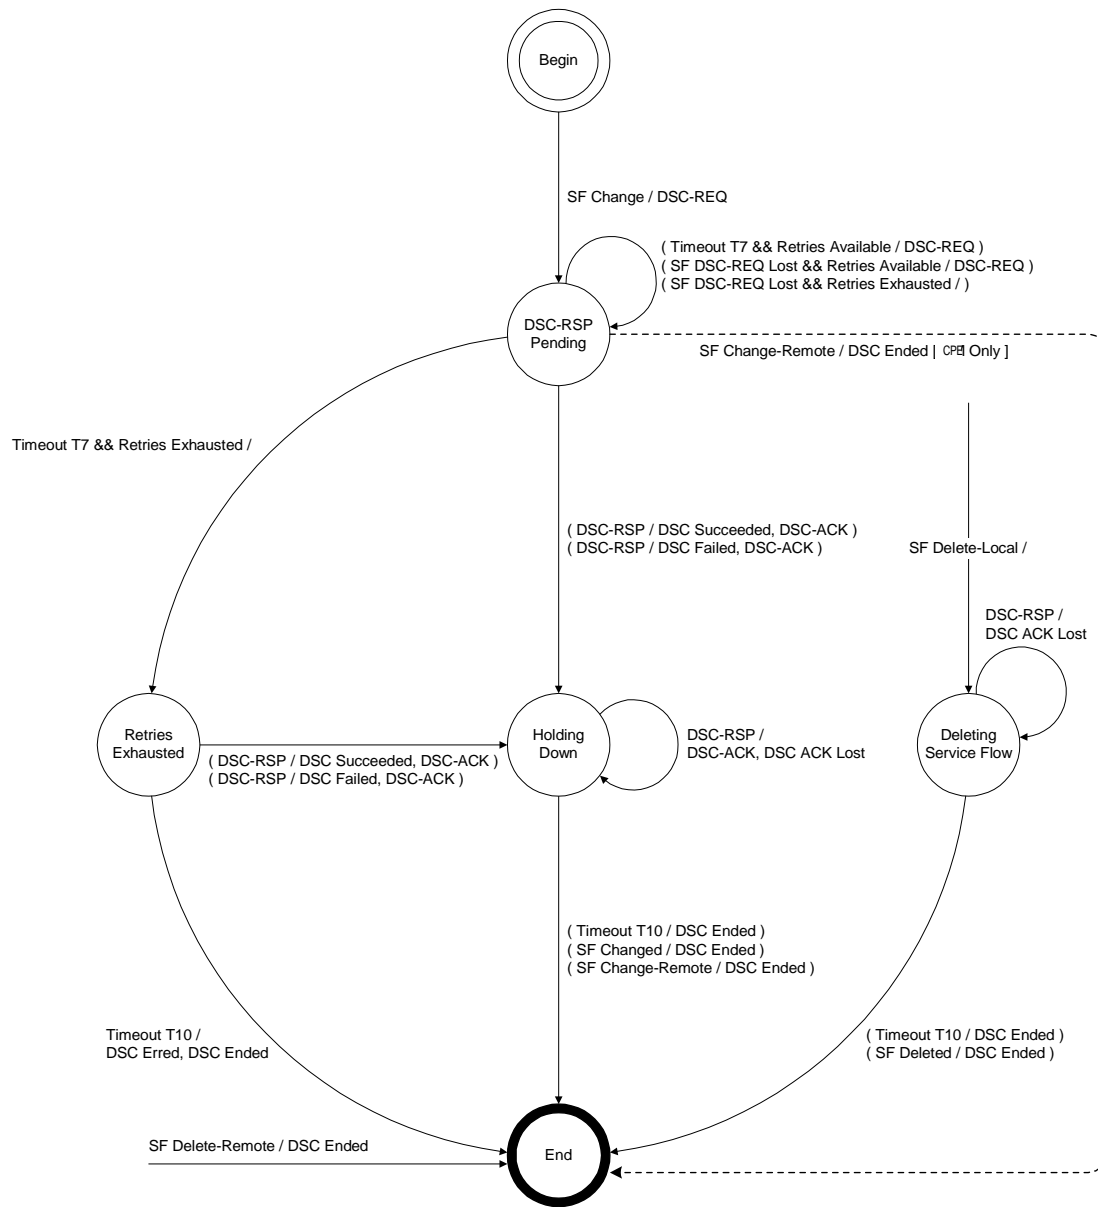 Begin
SF Change / DSC-REQ
( Timeout T7 && Retries Available / DSC-REQ )
( SF DSC-REQ Lost && Retries Available / DSC-REQ )
( SF DSC-REQ Lost && Retries Exhausted / )
DSC-RSP
Pending
SF Change-Remote / DSC Ended [ Only ]
Timeout T7 && Retries Exhausted /
( DSC-RSP / DSC Succeeded, DSC-ACK )
( DSC-RSP / DSC Failed, DSC-ACK )
SF Delete-Local /
DSC-RSP /
DSC ACK Lost
Retries
Exhausted
( DSC-RSP / DSC Succeeded, DSC-ACK )
( DSC-RSP / DSC Failed, DSC-ACK )
Holding
Down
DSC-RSP /
DSC-ACK, DSC ACK Lost
Deleting
Service Flow
( Timeout T10 / DSC Ended )
( SF Changed / DSC Ended )
( SF Change-Remote / DSC Ended )
Timeout T10 /
DSC Erred, DSC Ended
( Timeout T10 / DSC Ended )
( SF Deleted / DSC Ended )
SF Delete-Remote / DSC Ended
End